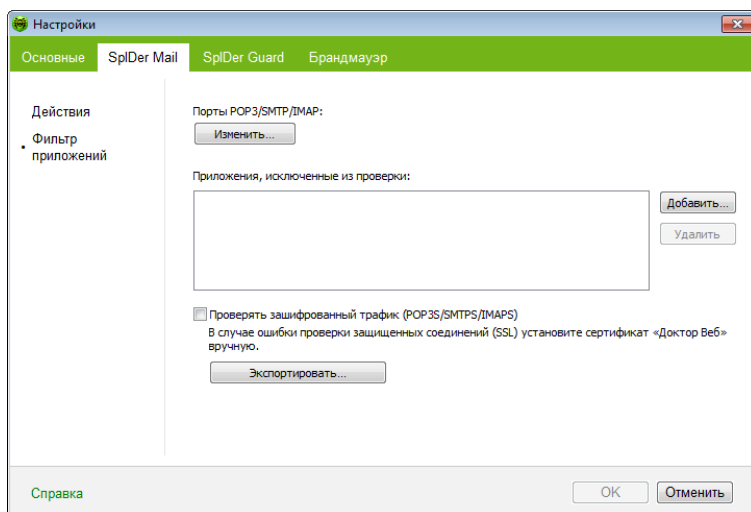 Настройки
Основные SpIDer Mail SpIDer Guard Брандмауэр
Действия
Фильтр
приложений
Порты POP3/SMTP/IMAP:
Изменить...
Приложения, исключенные из проверки:
Добавить...
Удалить
Проверять зашифрованный трафик (POP3S/SMTPS/IMAPS)
В случае ошибки проверки защищенных соединений (SSL) установите сертификат «Доктор Веб»
вручную.
Экспортировать...
Справка
OK Отменить